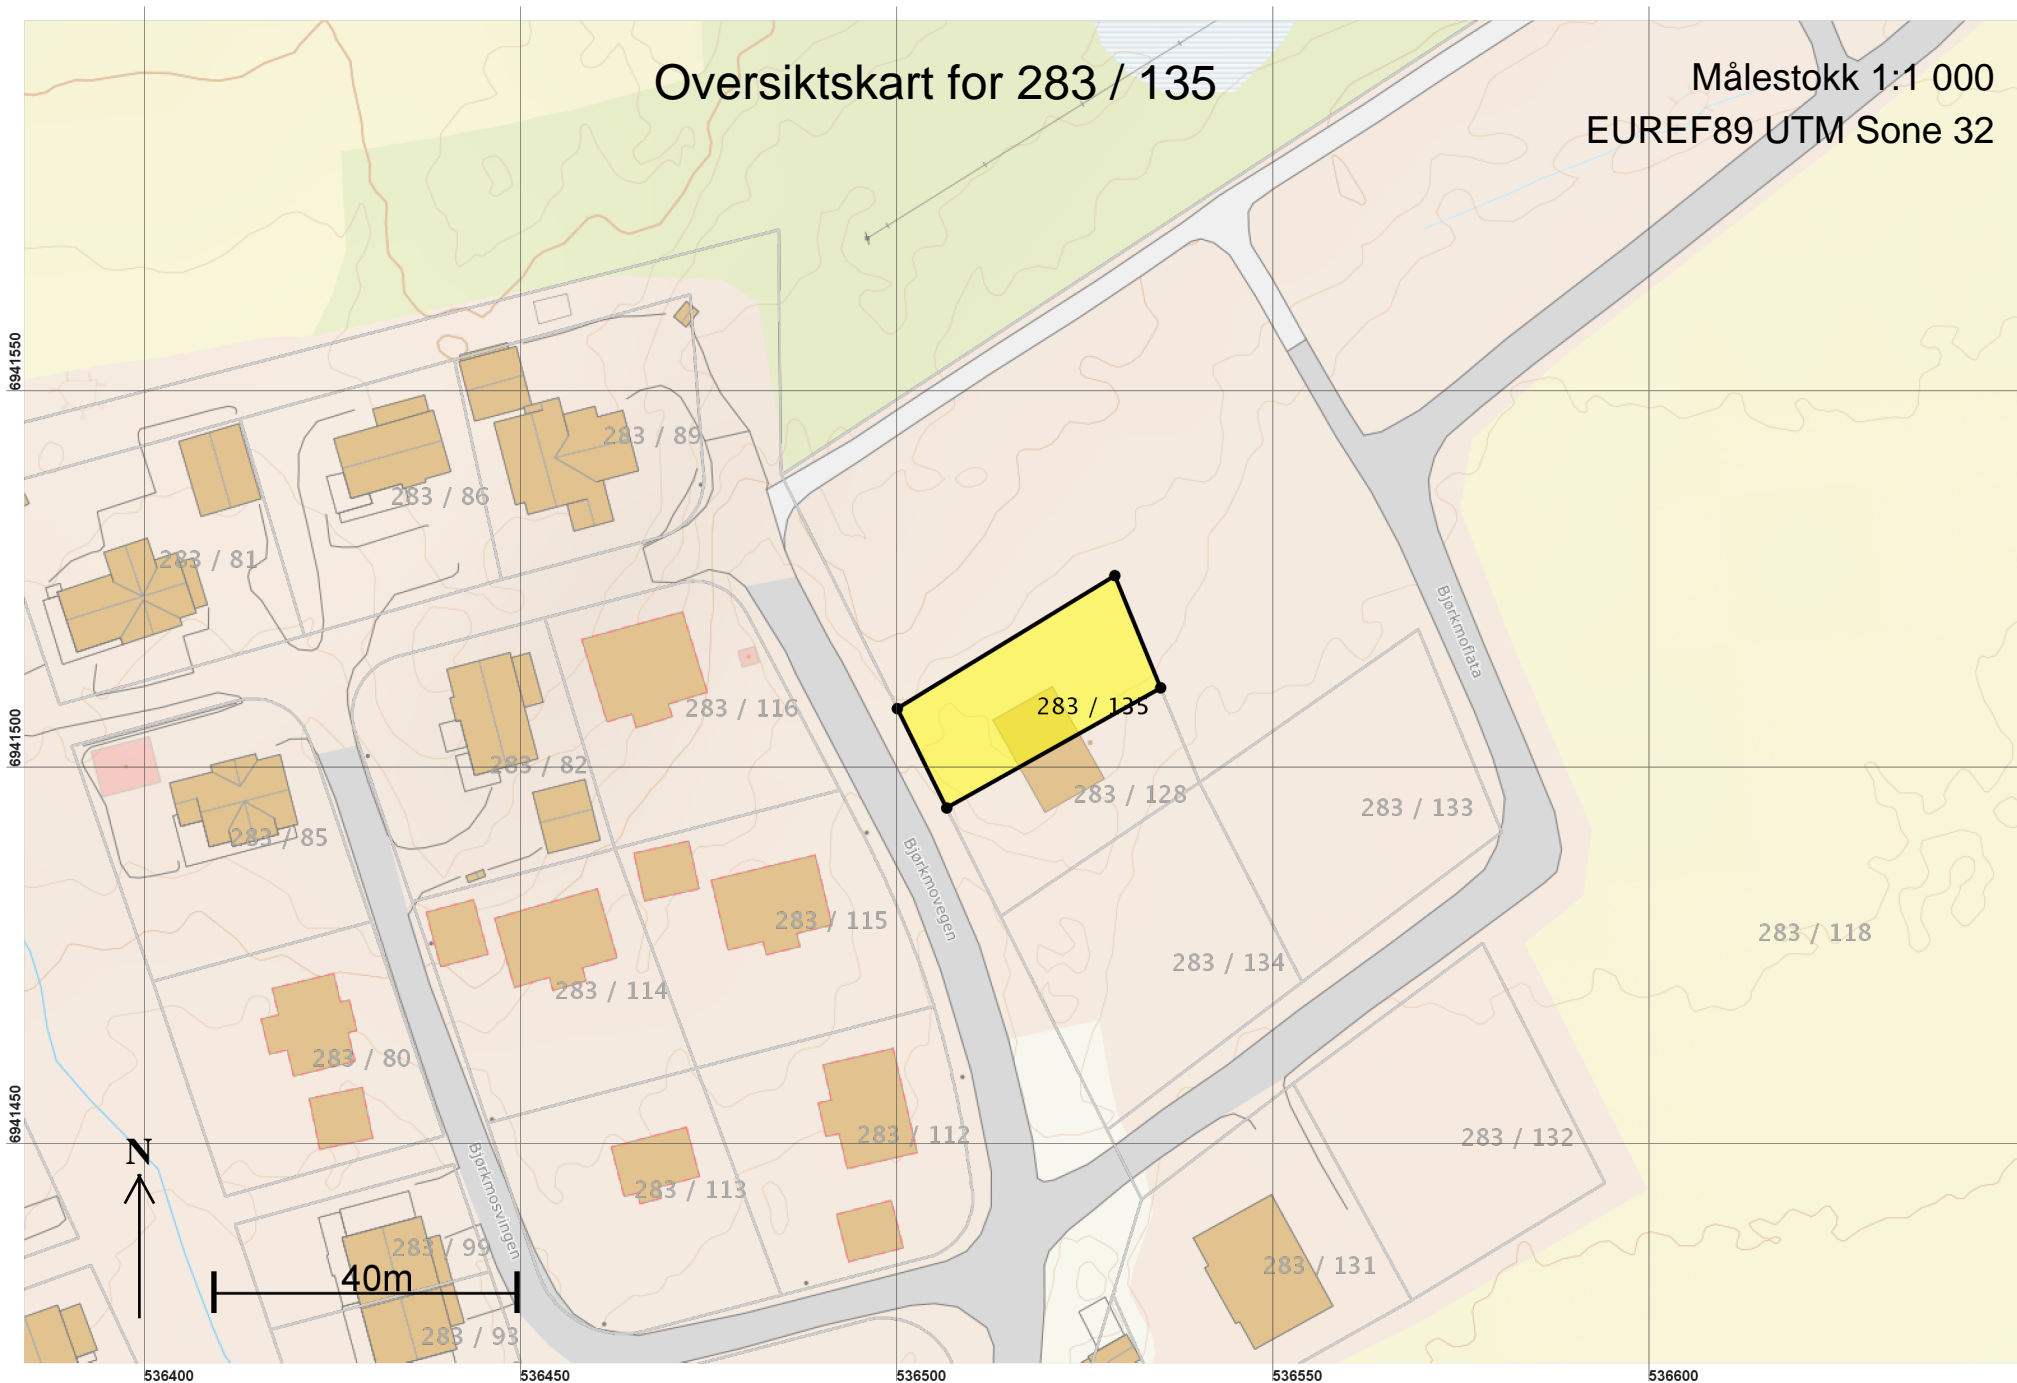 Oversiktskart for 283 / 135
Målestokk 1:1 000
EUREF89 UTM Sone 32
6941550
283 / 89
283 / 86
283 / 81
Bjørkmoflata
6941500
283 / 116
283 / 135
283 / 82
283 / 128
283 / 133
283 / 85
Bjørkmovegen
283 / 115
283 / 118
283 / 134
283 / 114
283 / 80
6941450
283 / 112
283 / 132
N
Bjørkmosvingen
283 / 113
283 / 99
283 / 131
40m
283 / 93
536400
536450
536500
536550
536600